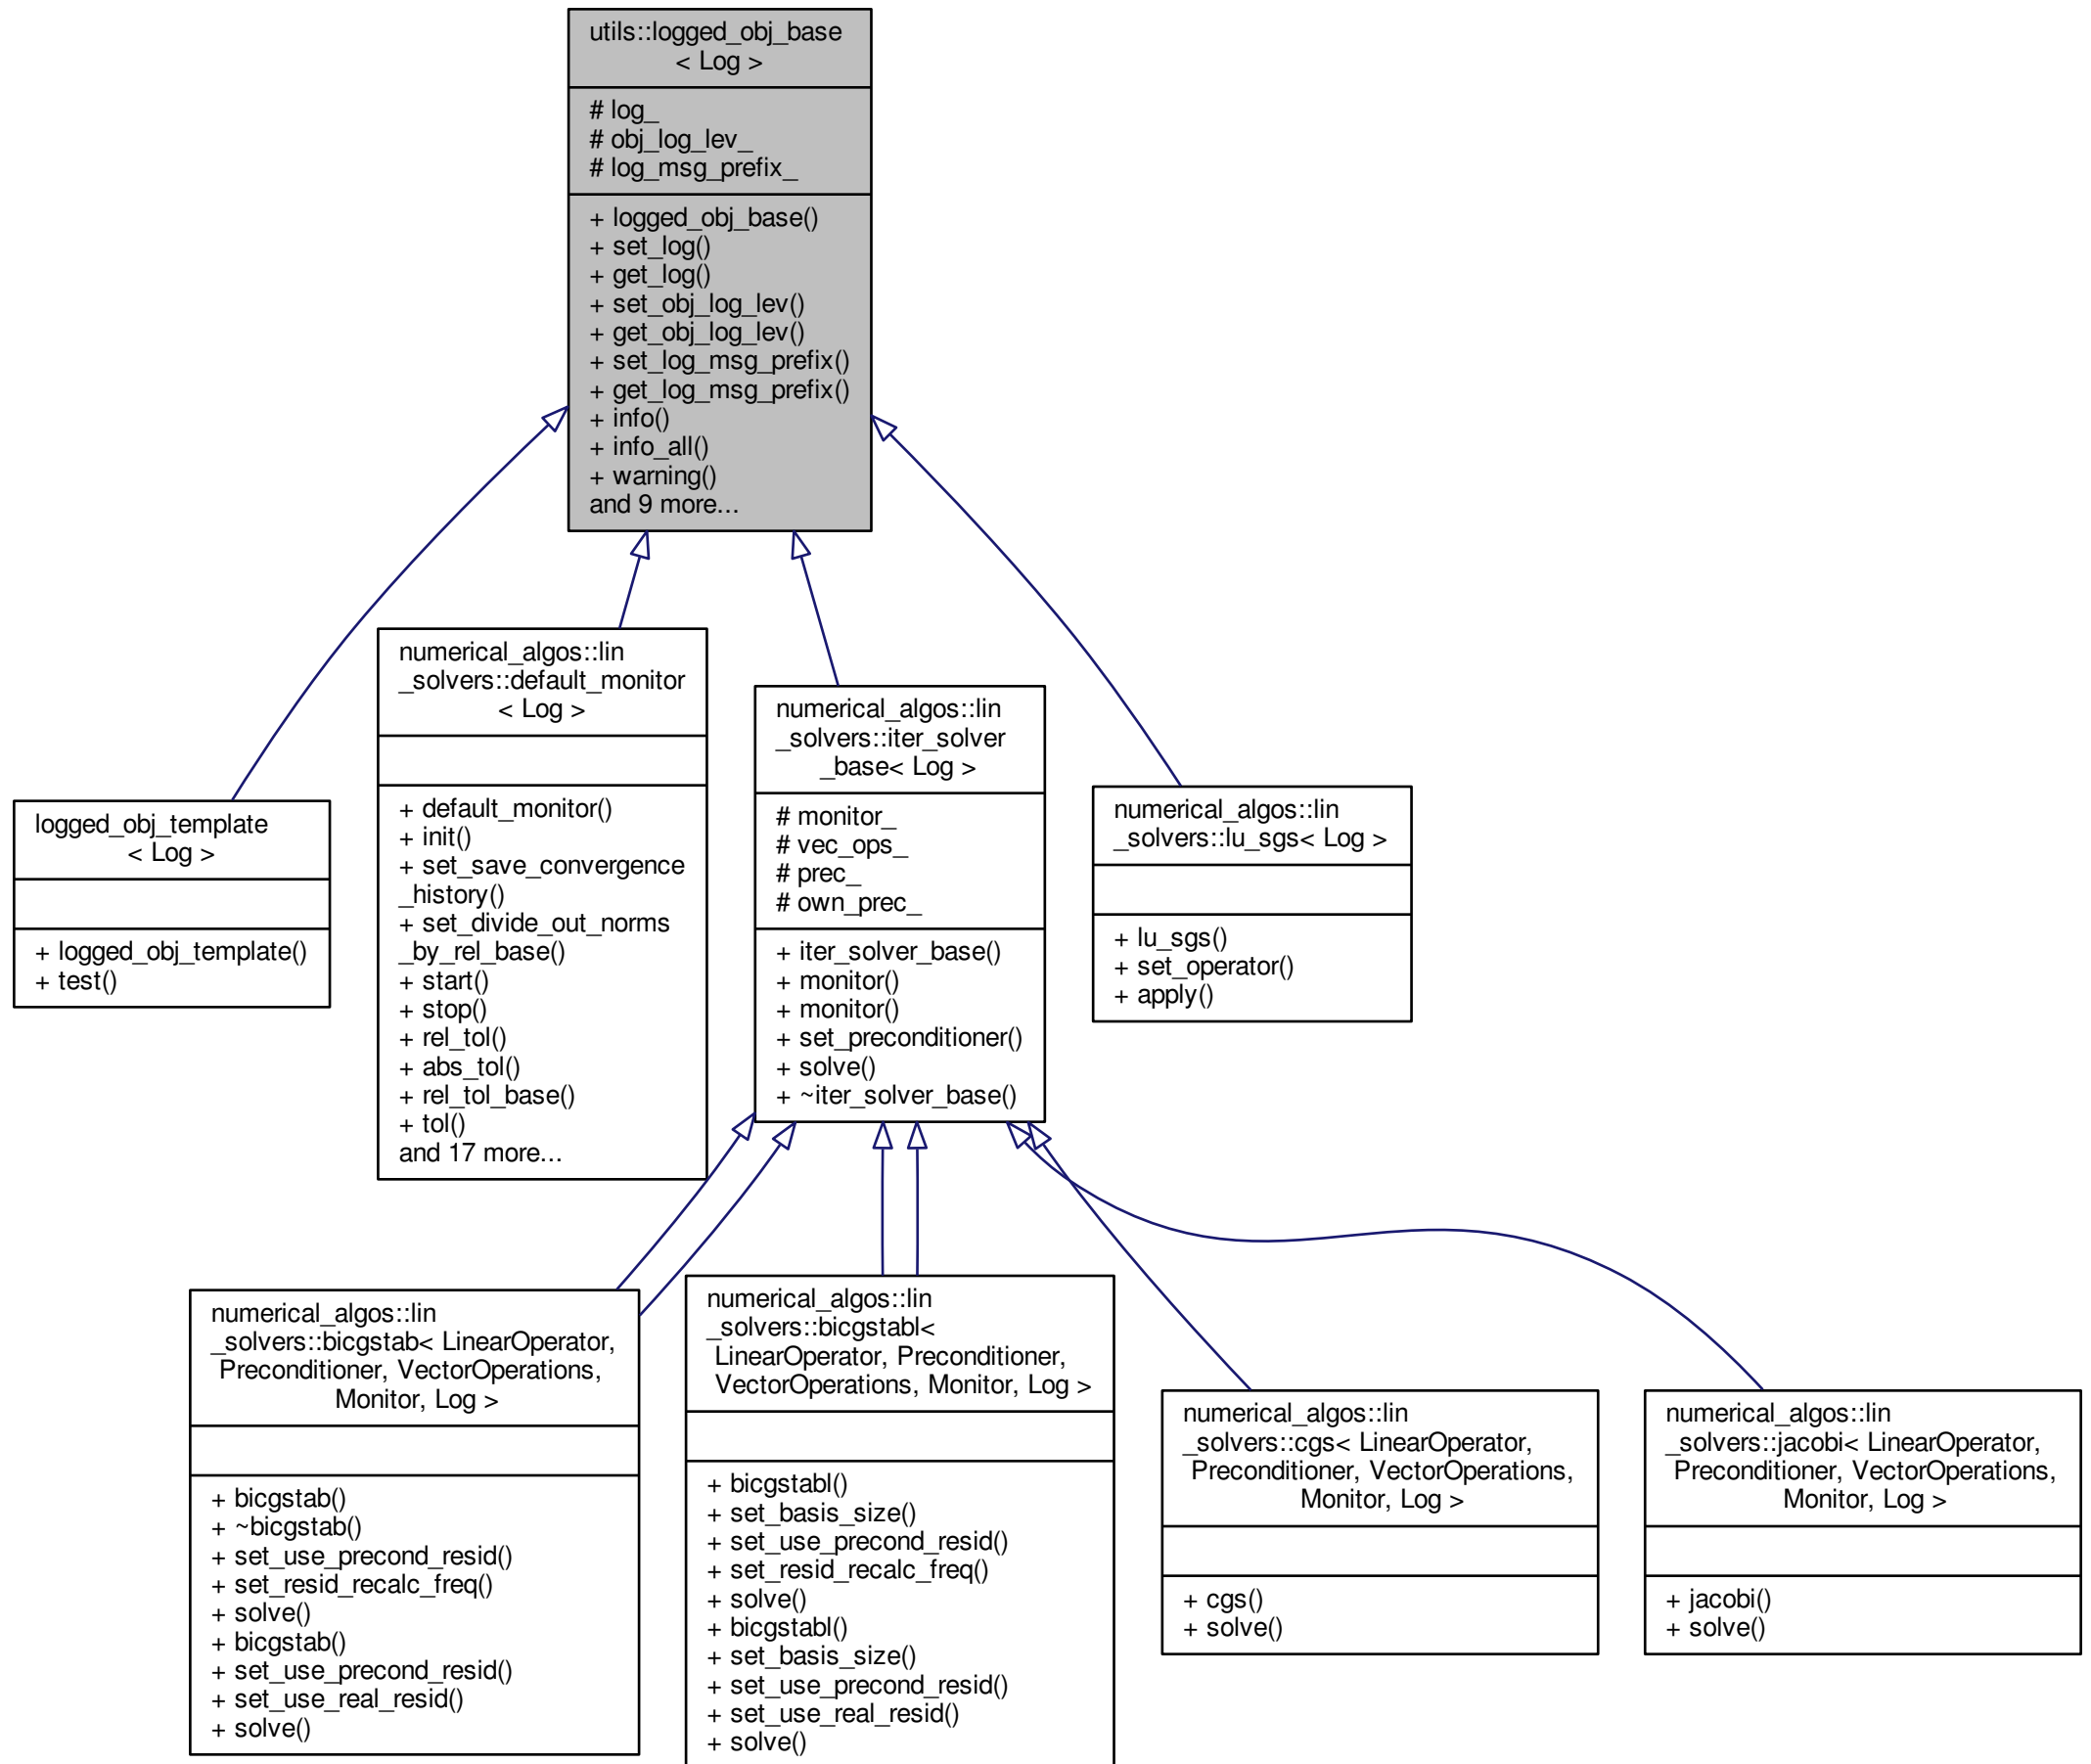 utils::logged_obj_base
< Log >
# log_
# obj_log_lev_
# log_msg_prefix_
+ logged_obj_base()
+ set_log()
+ get_log()
+ set_obj_log_lev()
+ get_obj_log_lev()
+ set_log_msg_prefix()
+ get_log_msg_prefix()
+ info()
+ info_all()
+ warning()
and 9 more...
logged_obj_template
< Log >
+ logged_obj_template()
+ test()
numerical_algos::lin
_solvers::default_monitor
< Log >
+ default_monitor()
+ init()
+ set_save_convergence
_history()
+ set_divide_out_norms
_by_rel_base()
+ start()
+ stop()
+ rel_tol()
+ abs_tol()
+ rel_tol_base()
+ tol()
and 17 more...
numerical_algos::lin
_solvers::iter_solver
_base< Log >
# monitor_
# vec_ops_
# prec_
# own_prec_
+ iter_solver_base()
+ monitor()
+ monitor()
+ set_preconditioner()
+ solve()
+ ~iter_solver_base()
numerical_algos::lin
_solvers::lu_sgs< Log >
+ lu_sgs()
+ set_operator()
+ apply()
numerical_algos::lin
_solvers::bicgstab< LinearOperator,
Preconditioner, VectorOperations,
Monitor, Log >
+ bicgstab()
+ ~bicgstab()
+ set_use_precond_resid()
+ set_resid_recalc_freq()
+ solve()
+ bicgstab()
+ set_use_precond_resid()
+ set_use_real_resid()
+ solve()
numerical_algos::lin
_solvers::bicgstabl<
LinearOperator, Preconditioner,
VectorOperations, Monitor, Log >
+ bicgstabl()
+ set_basis_size()
+ set_use_precond_resid()
+ set_resid_recalc_freq()
+ solve()
+ bicgstabl()
+ set_basis_size()
+ set_use_precond_resid()
+ set_use_real_resid()
+ solve()
numerical_algos::lin
_solvers::cgs< LinearOperator,
Preconditioner, VectorOperations,
Monitor, Log >
+ cgs()
+ solve()
numerical_algos::lin
_solvers::jacobi< LinearOperator,
Preconditioner, VectorOperations,
Monitor, Log >
+ jacobi()
+ solve()